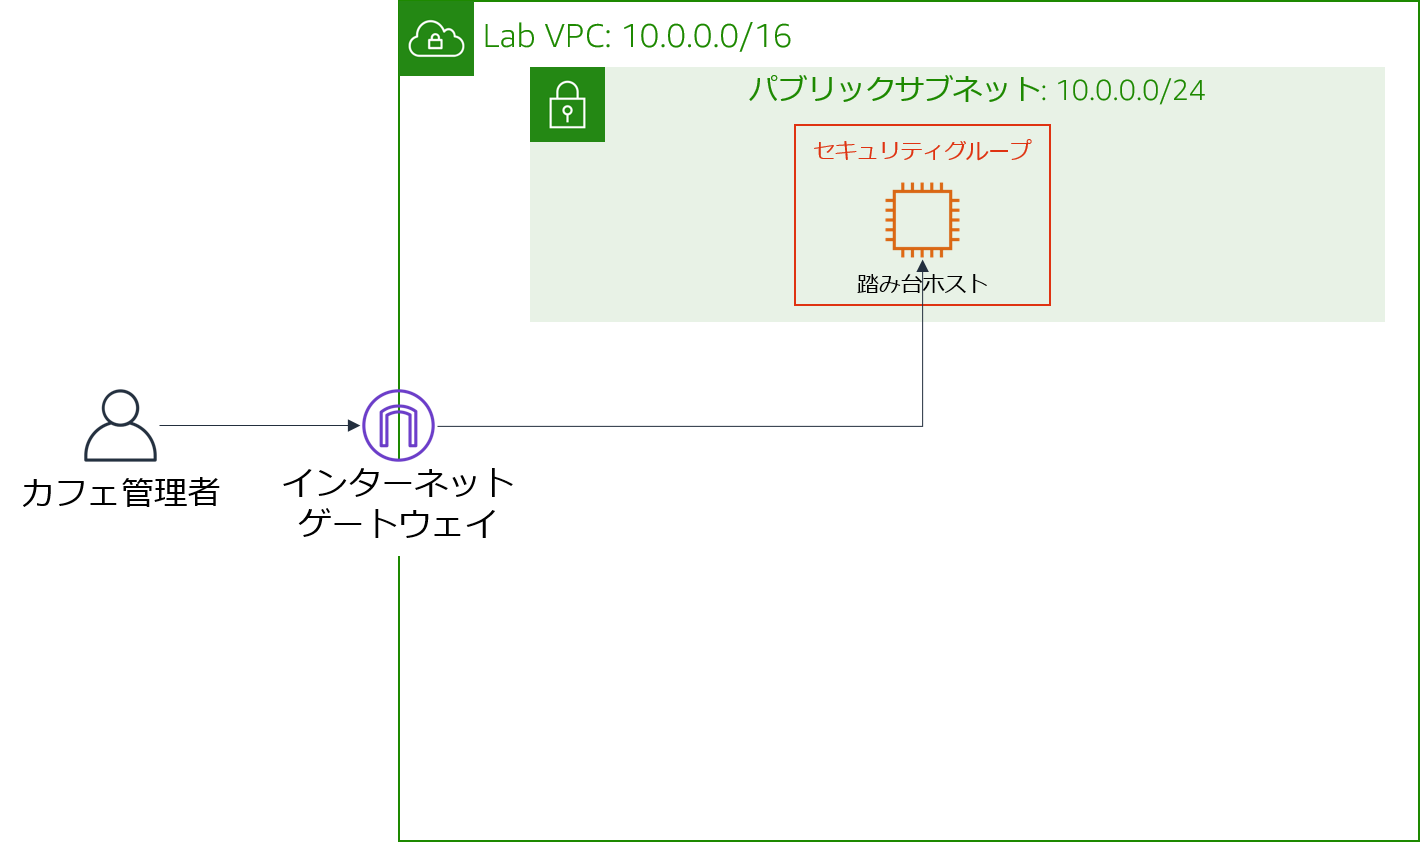 Lab VPC: 10.0.0.0/16
パブリックサブネット: 10.0.0.0/24
セキュリティグループ
踏み台ホスト
カフェ管理者
インターネット
ゲートウェイ